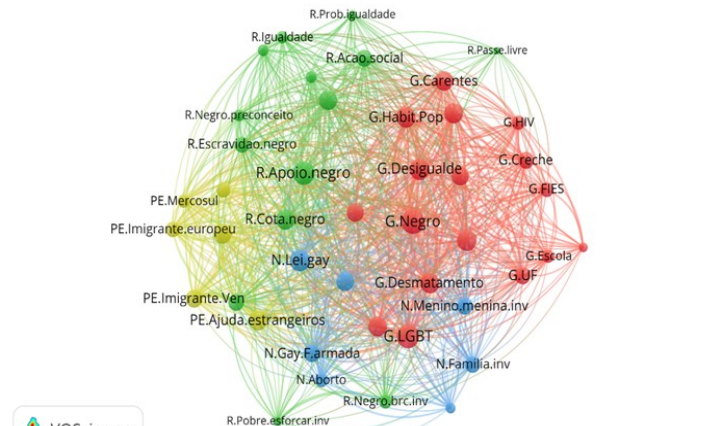 R.Prob.igualdade
R.Igualdade
R.Passe.livre
R.Acao.social
G.Carentes
R.Negro.preconceito
G.Habit.Pop
G.HIV
R.Escravidao.negro
G.Creche
R.Apoio.negro
G.Desigualde
G.FIES
PE.Mercosul
R.Cota.negro
G.Negro
PE.Imigrante.europeu
N.Lei.gay
G.Escola
G.UF
G.Desmatamento
PE.Imigrante.Ven
N.Menino.menina.inv
PE.Ajuda.estrangeiros
G.LGBT
N.Gay.F.armada
N.Familia.inv
N.Aborto
R.Negro.brc.inv
R.Pobre.esforcar.inv